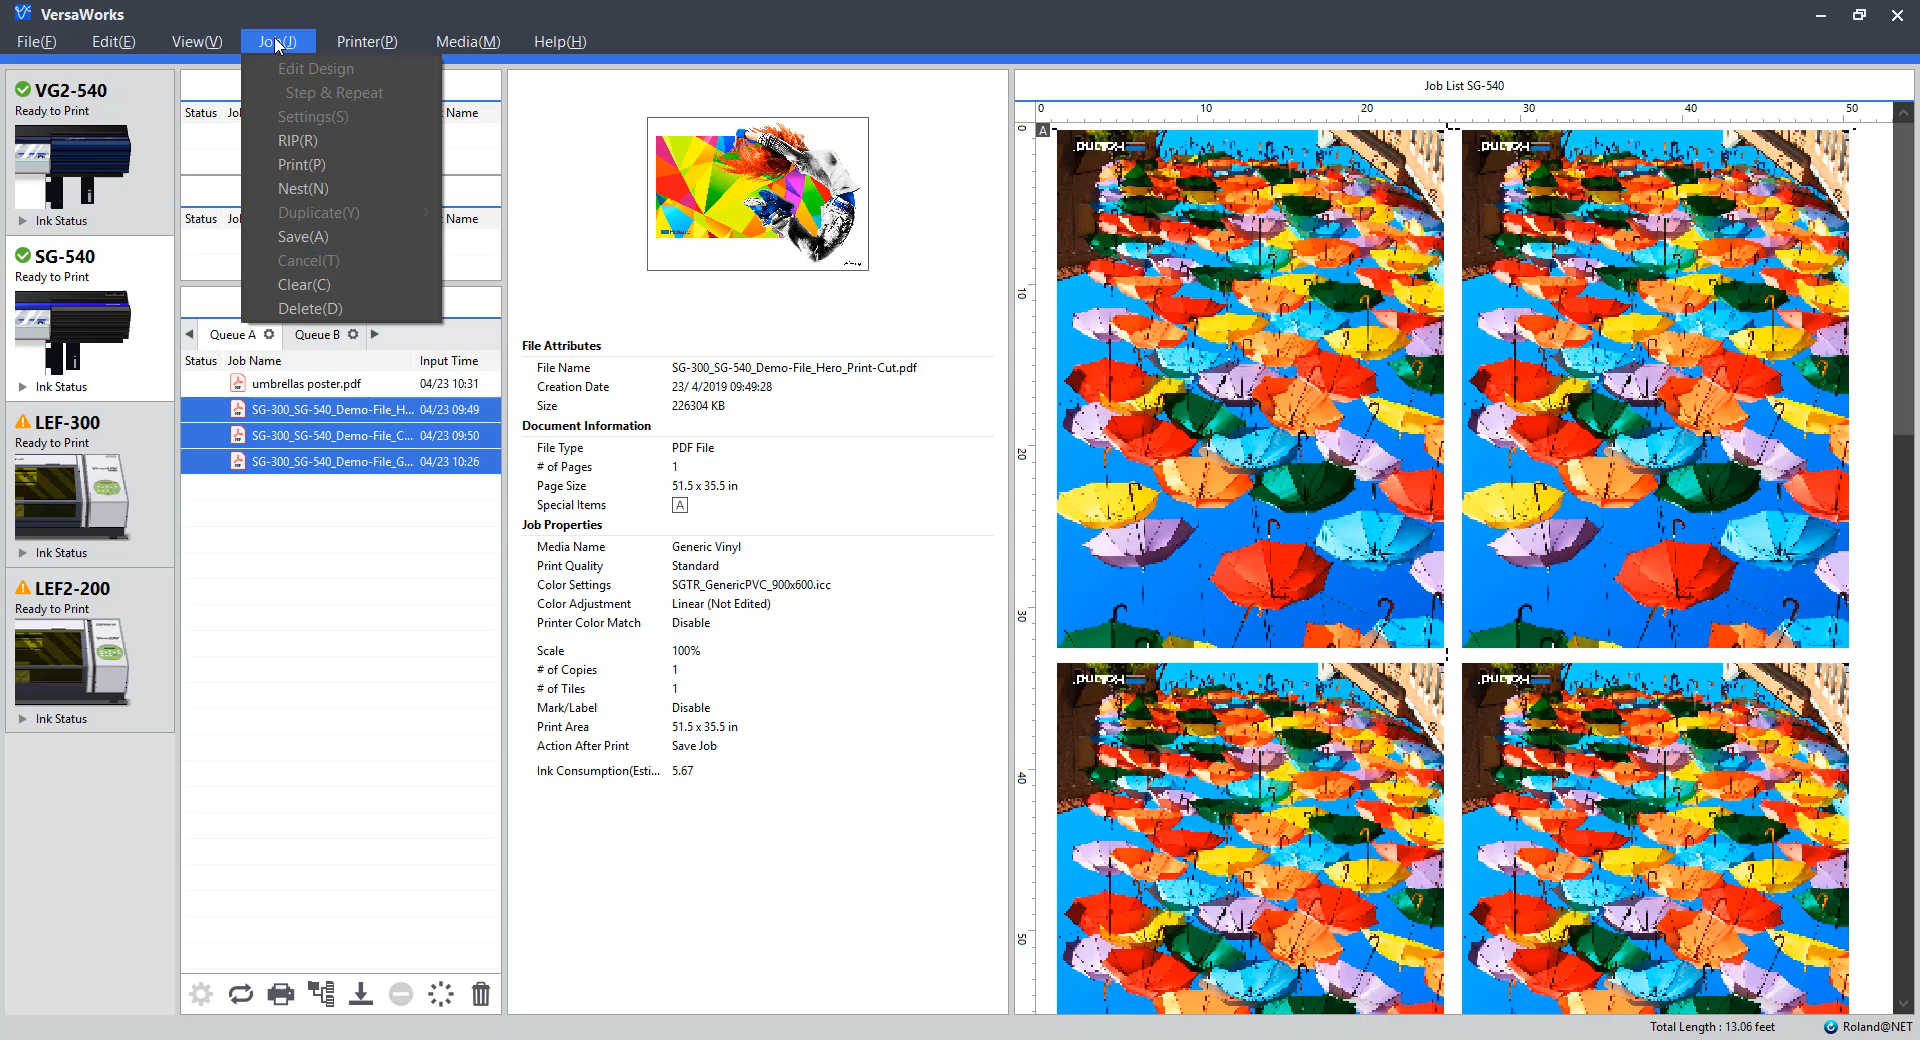 VersaWorks
File(F) Edit(E) View(V) Job(J) Printer(P) Media(M) Help(H)
VG2-540
Ready to Print
Ink Status
SG-540
Ready to Print
Ink Status
LEF-300
Ready to Print
Ink Status
LEF2-200
Ready to Print
Ink Status
Edit Design
Step & Repeat
Settings(S)
RIP(R)
Print(P)
Nest(N)
Duplicate(Y)
Save(A)
Cancel(T)
Clear(C)
Delete(D)
Status Name
Status Name
Queue A Queue B
Status Job Name Input Time
umbrellas poster.pdf 04/23 10:31
SG-300_SG-540_Demo-File_H... 04/23 09:49
SG-300_SG-540_Demo-File_C... 04/23 09:50
SG-300_SG-540_Demo-File_G... 04/23 10:26
File Attributes
File Name SG-300_SG-540_Demo-File_Hero_Print-Cut.pdf
Creation Date 23/ 4/2019 09:49:28
Size 226304 KB
Document Information
File Type PDF File
# of Pages 1
Page Size 51.5 x 35.5 in
Special Items A
Job Properties
Media Name Generic Vinyl
Print Quality Standard
Color Settings SGTR_GenericPVC_900x600.icc
Color Adjustment Linear (Not Edited)
Printer Color Match Disable
Scale 100%
# of Copies 1
# of Tiles 1
Mark/Label Disable
Print Area 51.5 x 35.5 in
Action After Print Save Job
Ink Consumption(Esti... 5.67
Job List SG-540
0 10 20 30 40 50
0
A
10
20
30
40
50
Total Length : 13.06 feet Roland@NET